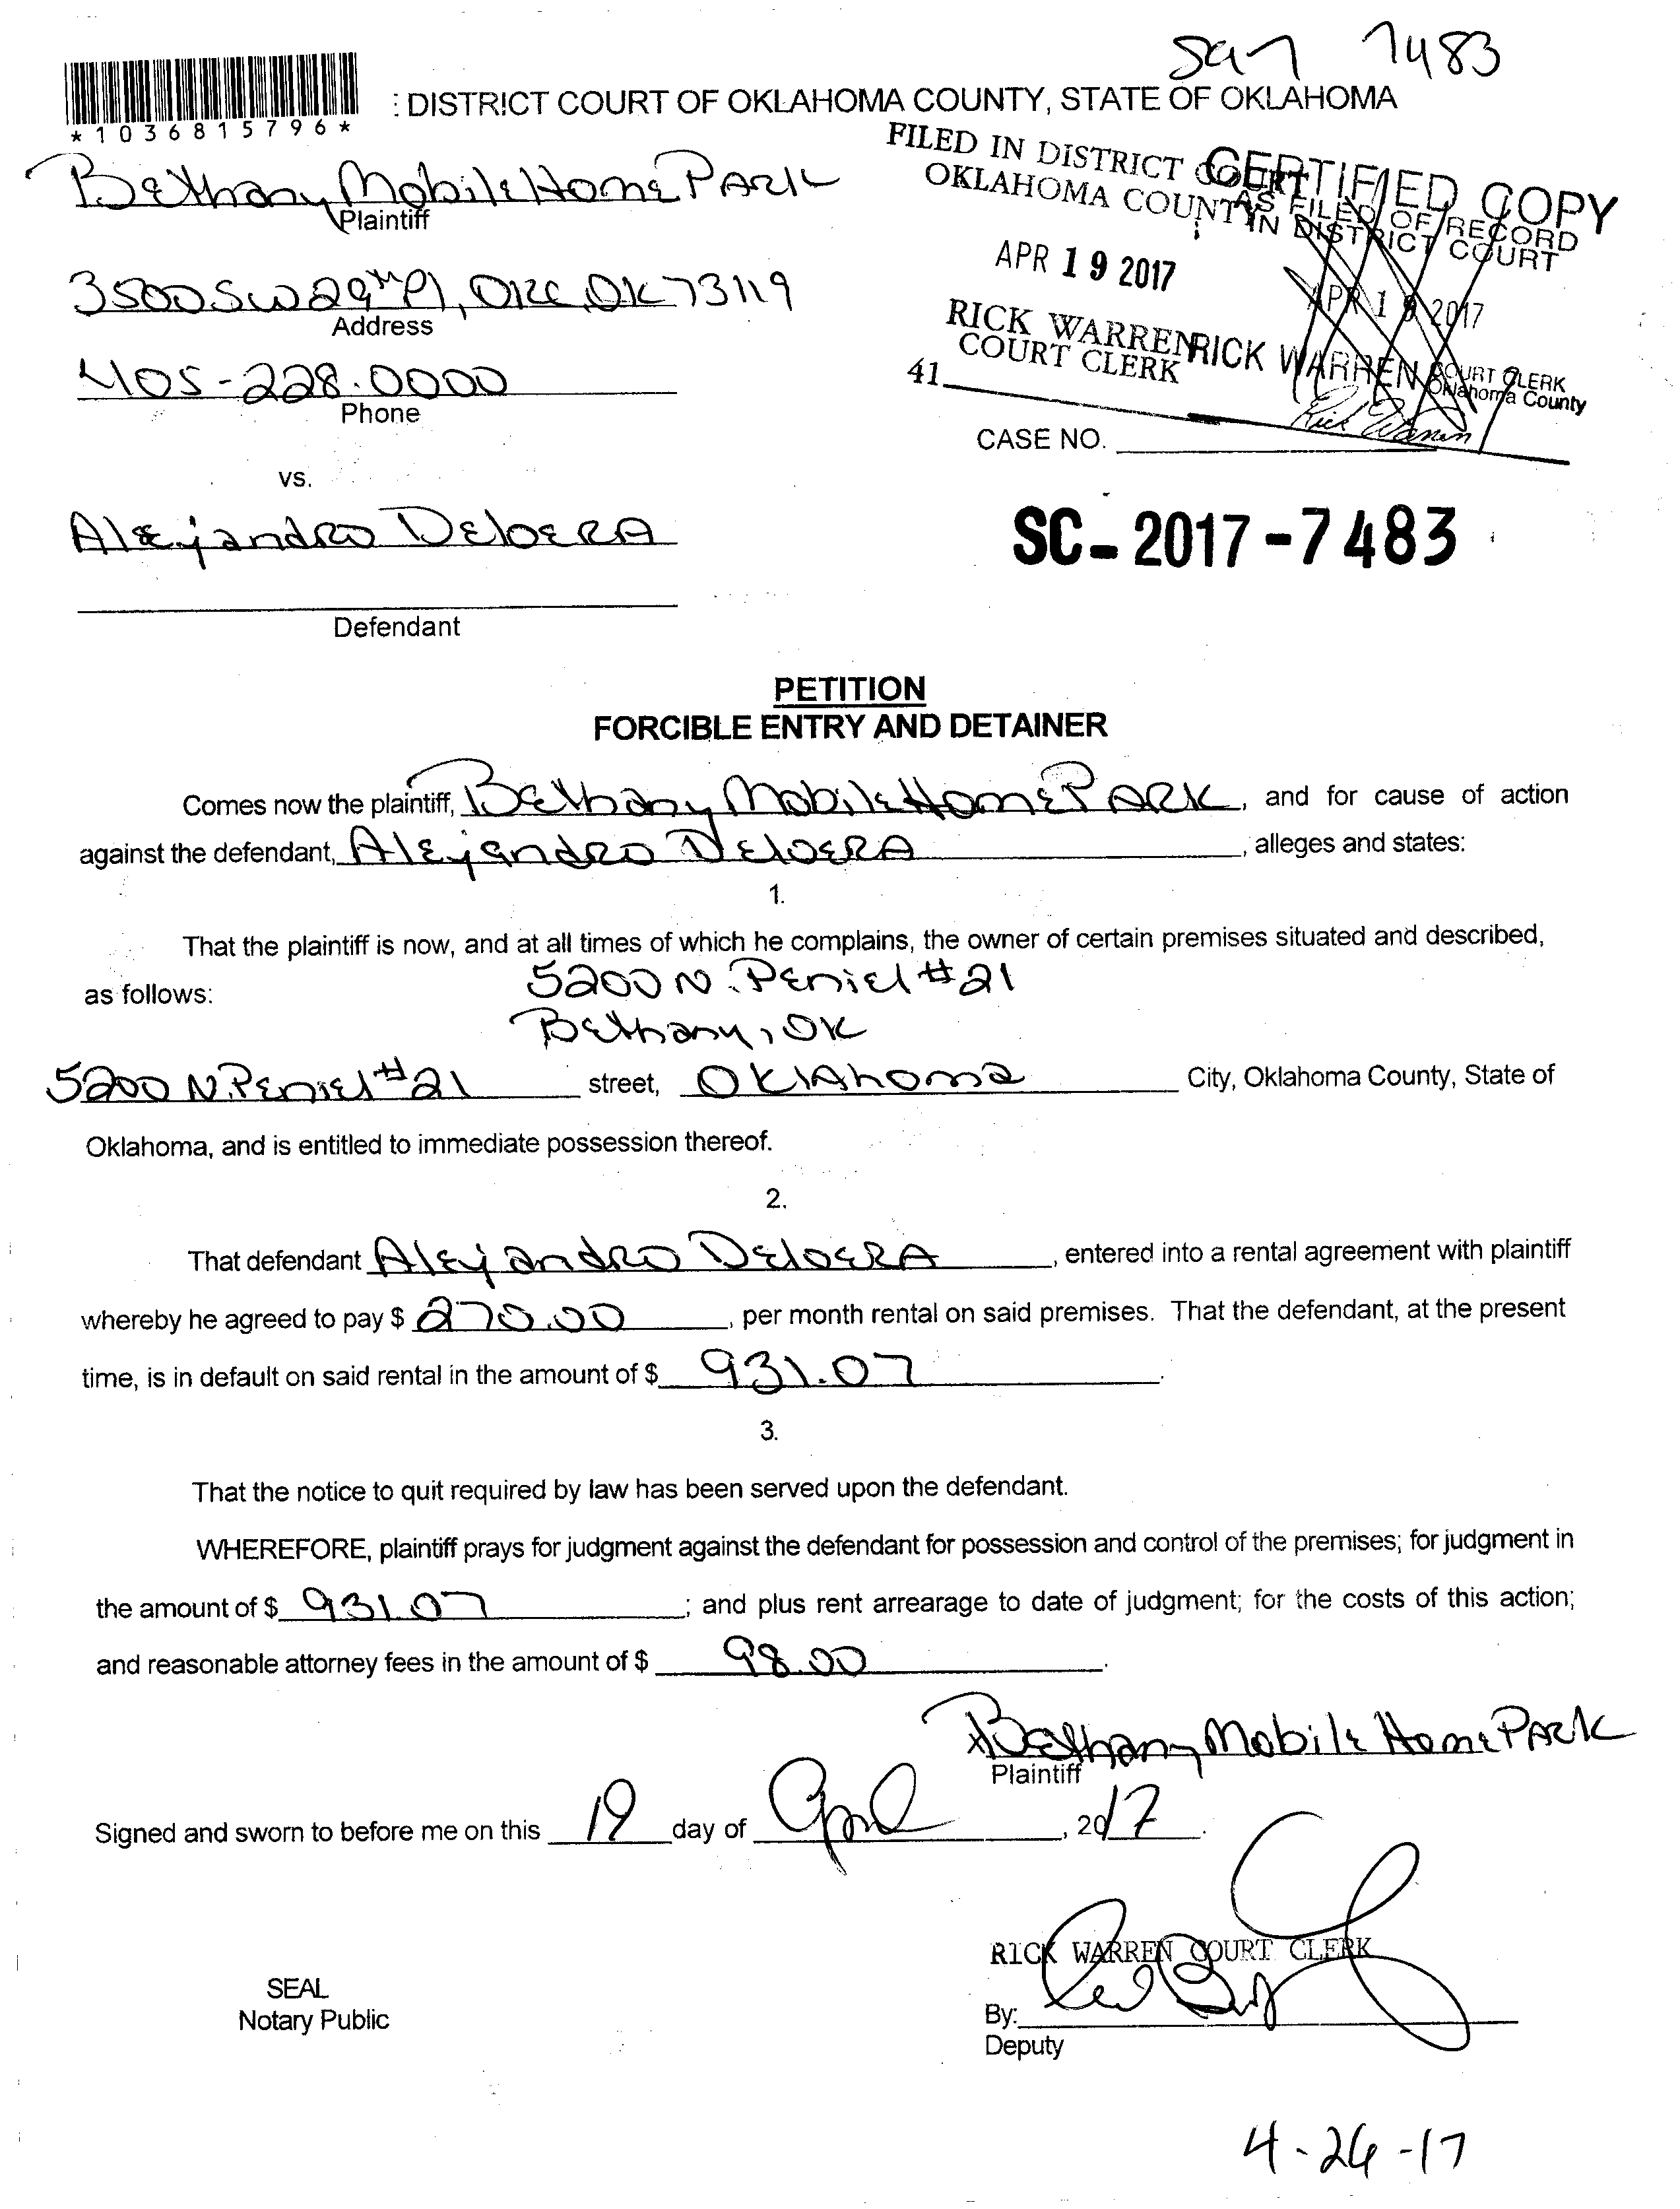 7483
: DISTRICT COURT OF OKLAHOMA COUNTY, STATE OF OKLAHOMA
*1036815796*
Bethany Mobile Home Park
Plaintiff
FILED IN DISTRICT COURT
OKLAHOMA COUNTY
CERTIFIED COPY
AS FILED OF RECORD
IN DISTRICT COURT
APR 19 2017
APR 19 2017
3500 SW 29th Pl, OKC, OK 73119
Address
RICK WARREN
COURT CLERK
RICK WARREN COURT CLERK
Oklahoma County
41
Rick Warren
405-228-0000
Phone
CASE NO.
vs.
Alejandro DeloERA
SC-2017-7483
Defendant
PETITION
FORCIBLE ENTRY AND DETAINER
Comes now the plaintiff, Bethany Mobile Home PARK, and for cause of action
against the defendant, Alejandro DeloERA, alleges and states:
1.
That the plaintiff is now, and at all times of which he complains, the owner of certain premises situated and described,
as follows: 5200 N. Peniel #21
Bethany, OK
5200 N. Peniel #21 street, Oklahoma City, Oklahoma County, State of
Oklahoma, and is entitled to immediate possession thereof.
2.
That defendant Alejandro DeloERA, entered into a rental agreement with plaintiff
whereby he agreed to pay $ 270.00, per month rental on said premises. That the defendant, at the present
time, is in default on said rental in the amount of $ 931.07.
3.
That the notice to quit required by law has been served upon the defendant.
WHEREFORE, plaintiff prays for judgment against the defendant for possession and control of the premises; for judgment in
the amount of $ 931.07; and plus rent arrearage to date of judgment; for the costs of this action;
and reasonable attorney fees in the amount of $ 98.00.
x Bethany Mobile Home Park
Plaintiff
Signed and sworn to before me on this 19 day of April, 2017.
RICK WARREN COURT CLERK
SEAL
Notary Public
By:
Deputy
4-26-17